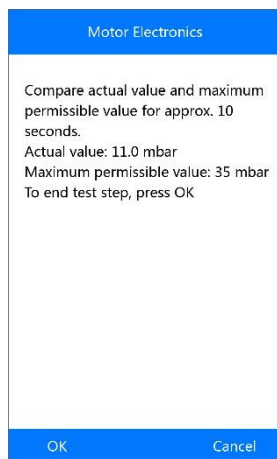 Motor Electronics
Compare actual value and maximum
permissible value for approx. 10
seconds.
Actual value: 11.0 mbar
Maximum permissible value: 35 mbar
To end test step, press OK
OK Cancel